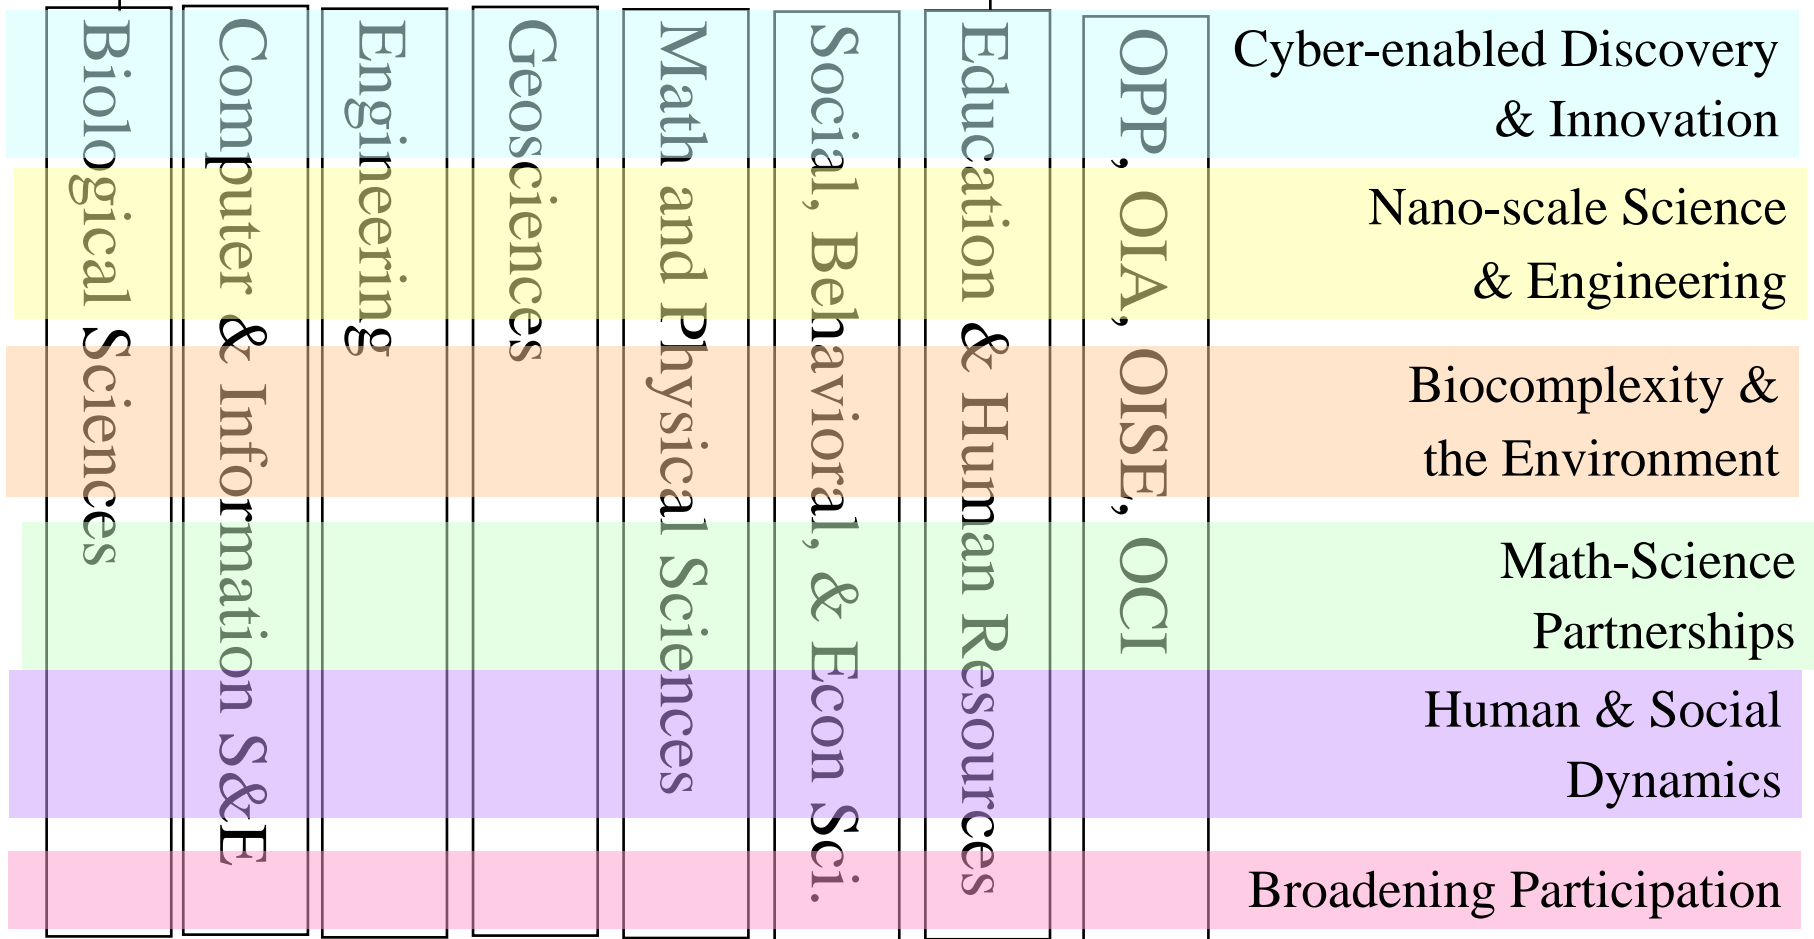 Biological Sciences
Computer & Information S&E
Engineering
Geosciences
Math and Physical Sciences
Social, Behavioral, & Econ Sci.
Education & Human Resources
OPP, OIA, OISE, OCI
Cyber-enabled Discovery
& Innovation
Nano-scale Science
& Engineering
Biocomplexity &
the Environment
Math-Science
Partnerships
Human & Social
Dynamics
Broadening Participation